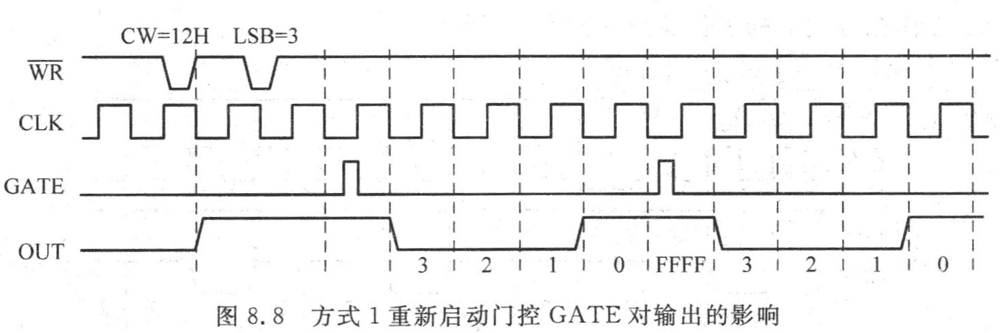 CW=12H LSB=3
WR
CLK
GATE
OUT
3 2 1 0 FFFF 3 2 1 0
图 8.8 方式 1 重新启动门控 GATE 对输出的影响